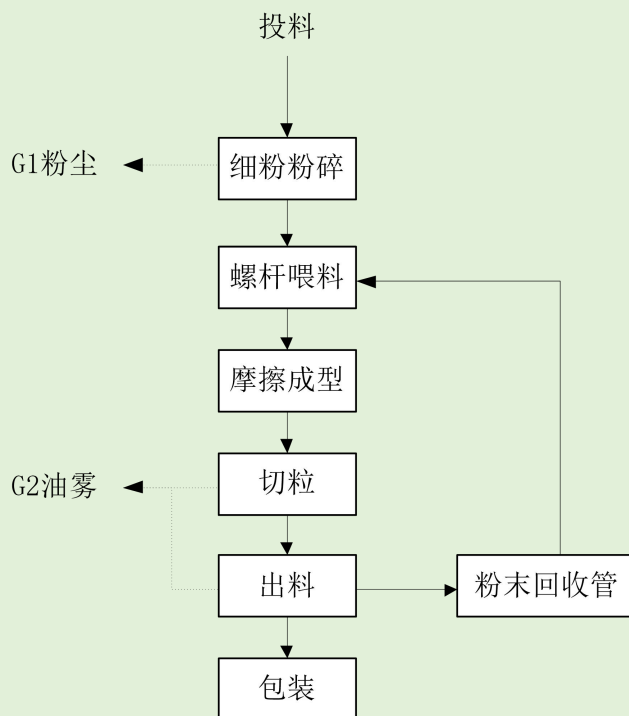 投料
G1粉尘
细粉粉碎
螺杆喂料
摩擦成型
G2油雾
切粒
出料
粉末回收管
包装